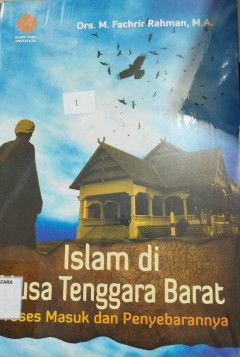 Drs. M. Fachrir Rahman, M.A.
1
Islam di
usa Tenggara Barat
oses Masuk dan Penyebarannya